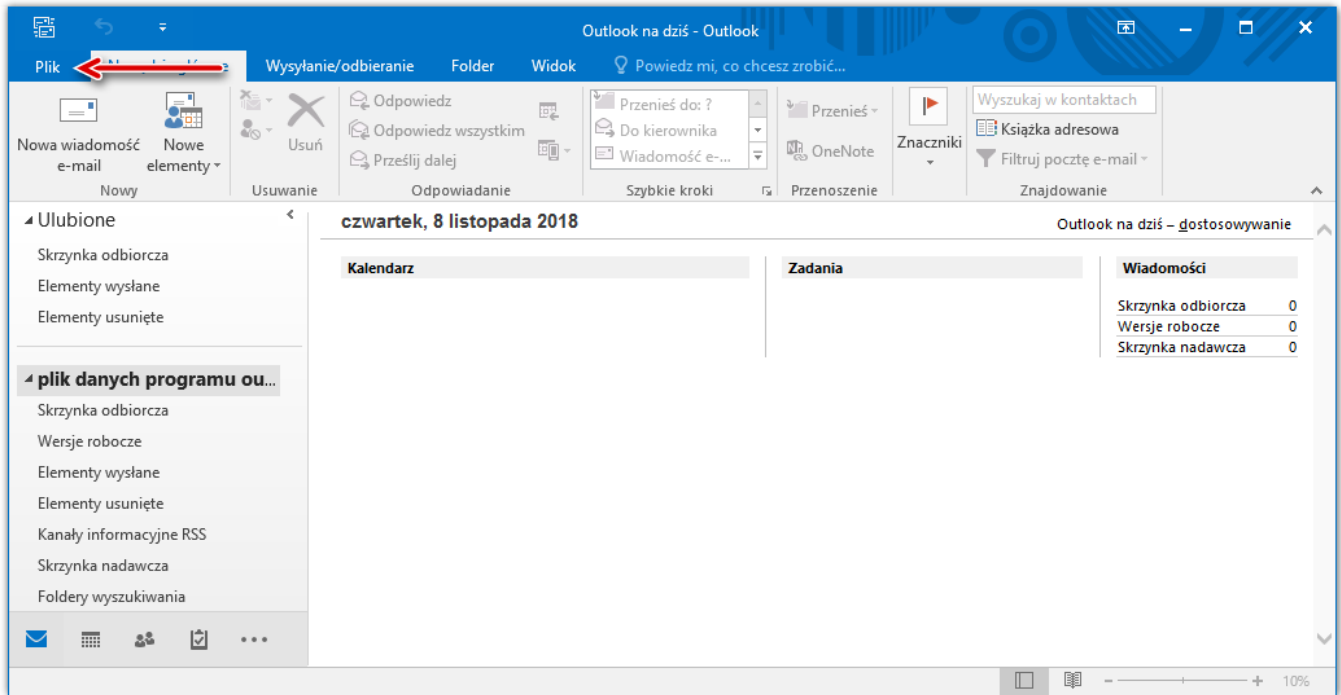 Outlook na dziś - Outlook
Plik
Wysyłanie/odbieranie Folder Widok Powiedz mi, co chcesz zrobić...
Nowa wiadomość
e-mail
Nowe
elementy
Nowy
Usuń
Usuwanie
Odpowiedz
Odpowiedz wszystkim
Prześlij dalej
Odpowiadanie
Przenieś do: ?
Do kierownika
Wiadomość e-...
Szybkie kroki
Przenieś
OneNote
Przenoszenie
Znaczniki
Wyszukaj w kontaktach
Książka adresowa
Filtruj pocztę e-mail
Znajdowanie
Ulubione
Skrzynka odbiorcza
Elementy wysłane
Elementy usunięte
plik danych programu ou...
Skrzynka odbiorcza
Wersje robocze
Elementy wysłane
Elementy usunięte
Kanały informacyjne RSS
Skrzynka nadawcza
Foldery wyszukiwania
czwartek, 8 listopada 2018
Outlook na dziś – dostosowywanie
Kalendarz
Zadania
Wiadomości
Skrzynka odbiorcza 0
Wersje robocze 0
Skrzynka nadawcza 0
10%